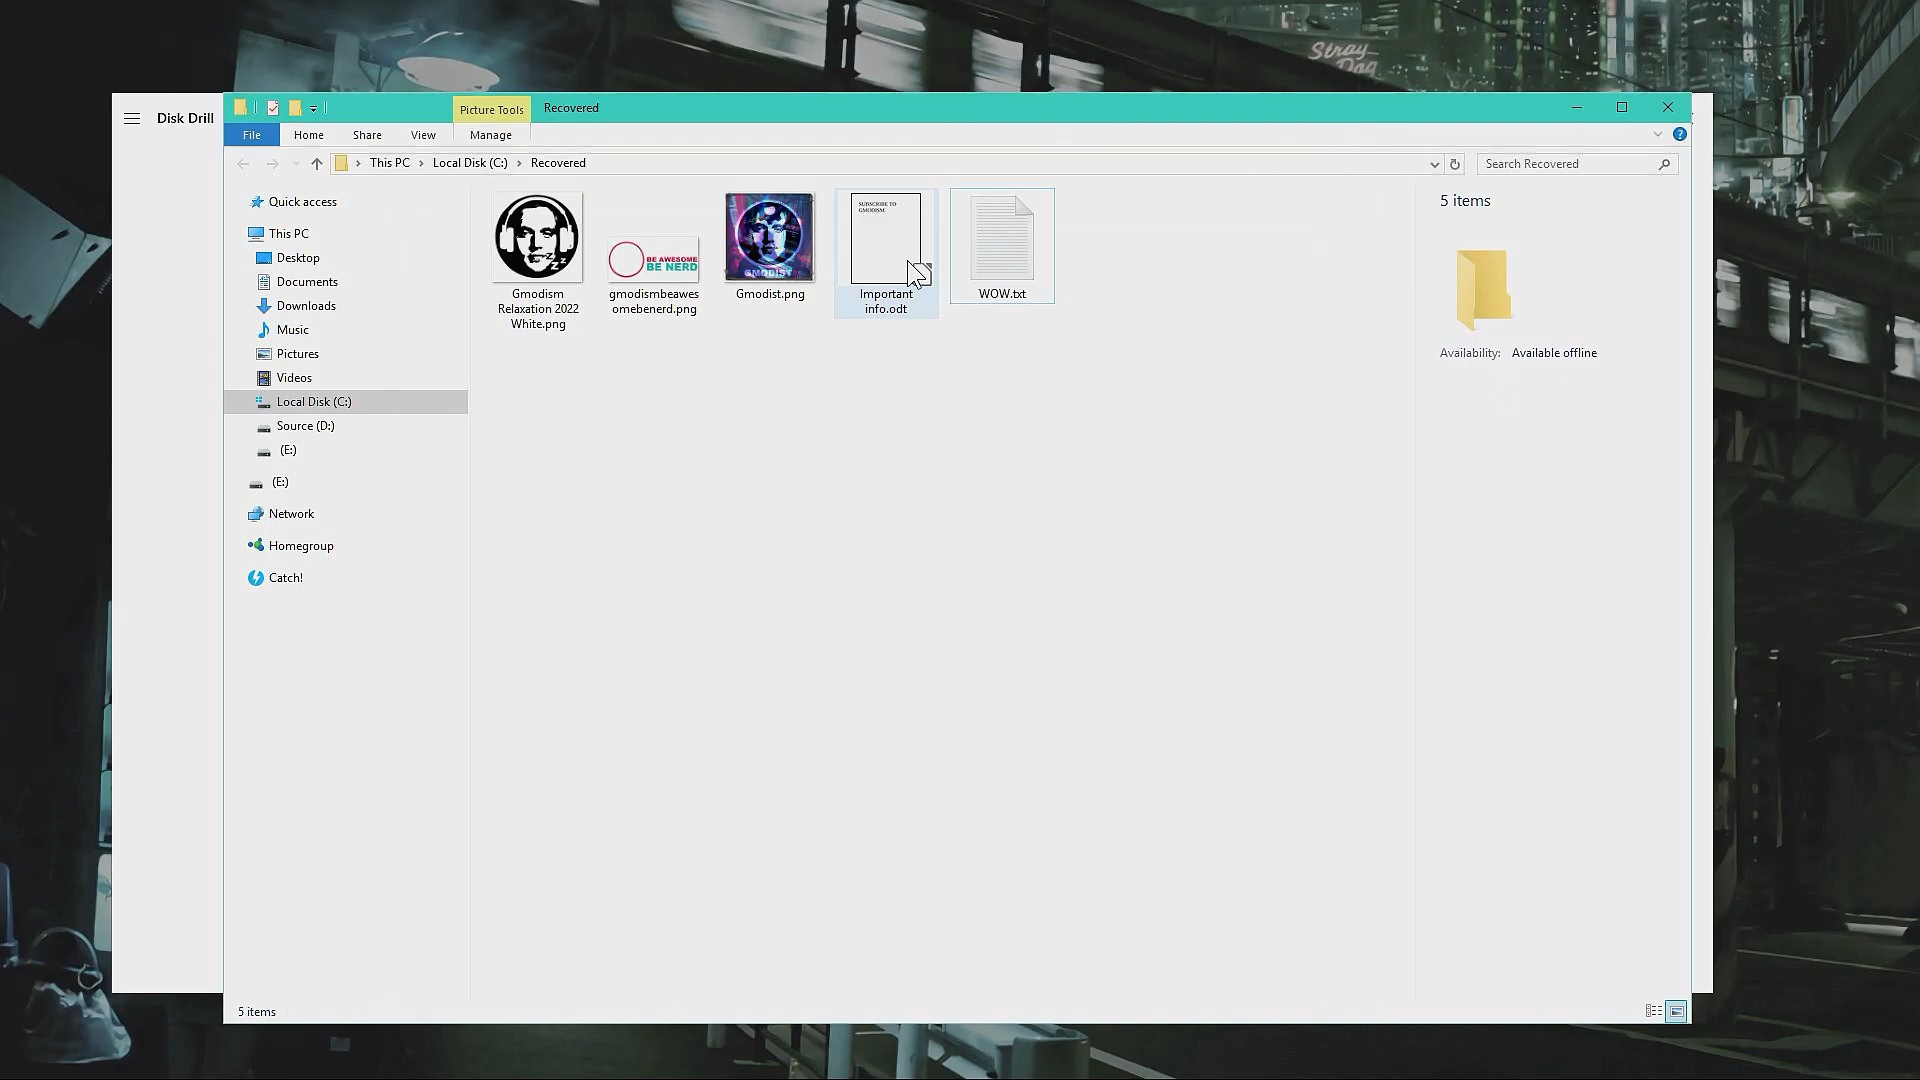 Stray
Dog
Disk Drill
Picture Tools
Recovered
File
Home
Share
View
Manage
This PC
Local Disk (C:)
Recovered
Search Recovered
Quick access
This PC
Desktop
Documents
Downloads
Music
Pictures
Videos
Local Disk (C:)
Source (D:)
(E:)
(E:)
Network
Homegroup
Catch!
Gmodism
Relaxation 2022
White.png
BE AWESOME
BE NERD
gmodismbeawes
omebenerd.png
GMODIST
Gmodist.png
SUBSCRIBE TO
GMODISM
Important
info.odt
WOW.txt
5 items
Availability: Available offline
5 items